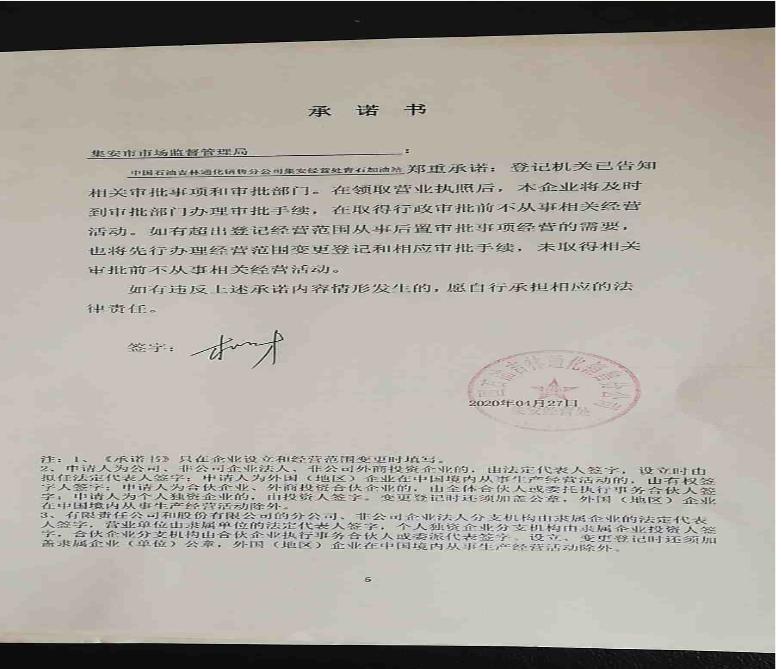 承 诺 书
集安市市场监督管理局：
中国石油吉林通化销售分公司集安经营处青石加油站 郑重承诺：登记机关已告知
相关审批事项和审批部门。在领取营业执照后，本企业将及时
到审批部门办理审批手续，在取得行政审批前不从事相关经营
活动。如有超出登记经营范围从事后置审批事项经营的需要，
也将先行办理经营范围变更登记和相应审批手续，未取得相关
审批前不从事相关经营活动。
如有违反上述承诺内容情形发生的，愿自行承担相应的法
律责任。
签字：
吉林通化销售分公司
2020年04月27日
集安经营处
注：1、《承诺书》只在企业设立和经营范围变更时填写。
2、申请人为公司、非公司企业法人、非公司外商投资企业的，由法定代表人签字，设立时由
拟任法定代表人签字；申请人为外国（地区）企业在中国境内从事生产经营活动的，由有权签
字人签字；申请人为合伙企业、外商投资合伙企业的，由全体合伙人或委托执行事务合伙人签
字；申请人为个人独资企业的，由投资人签字。变更登记时还须加盖公章，外国（地区）企业
在中国境内从事生产经营活动除外。
3、有限责任公司和股份有限公司的分公司、非公司企业法人分支机构由隶属企业的法定代表
人签字，营业单位由隶属单位的法定代表人签字，个人独资企业分支机构由隶属企业投资人签
字，合伙企业分支机构由合伙企业执行事务合伙人或委派代表签字。设立、变更登记时还须加
盖隶属企业（单位）公章，外国（地区）企业在中国境内从事生产经营活动除外。
5